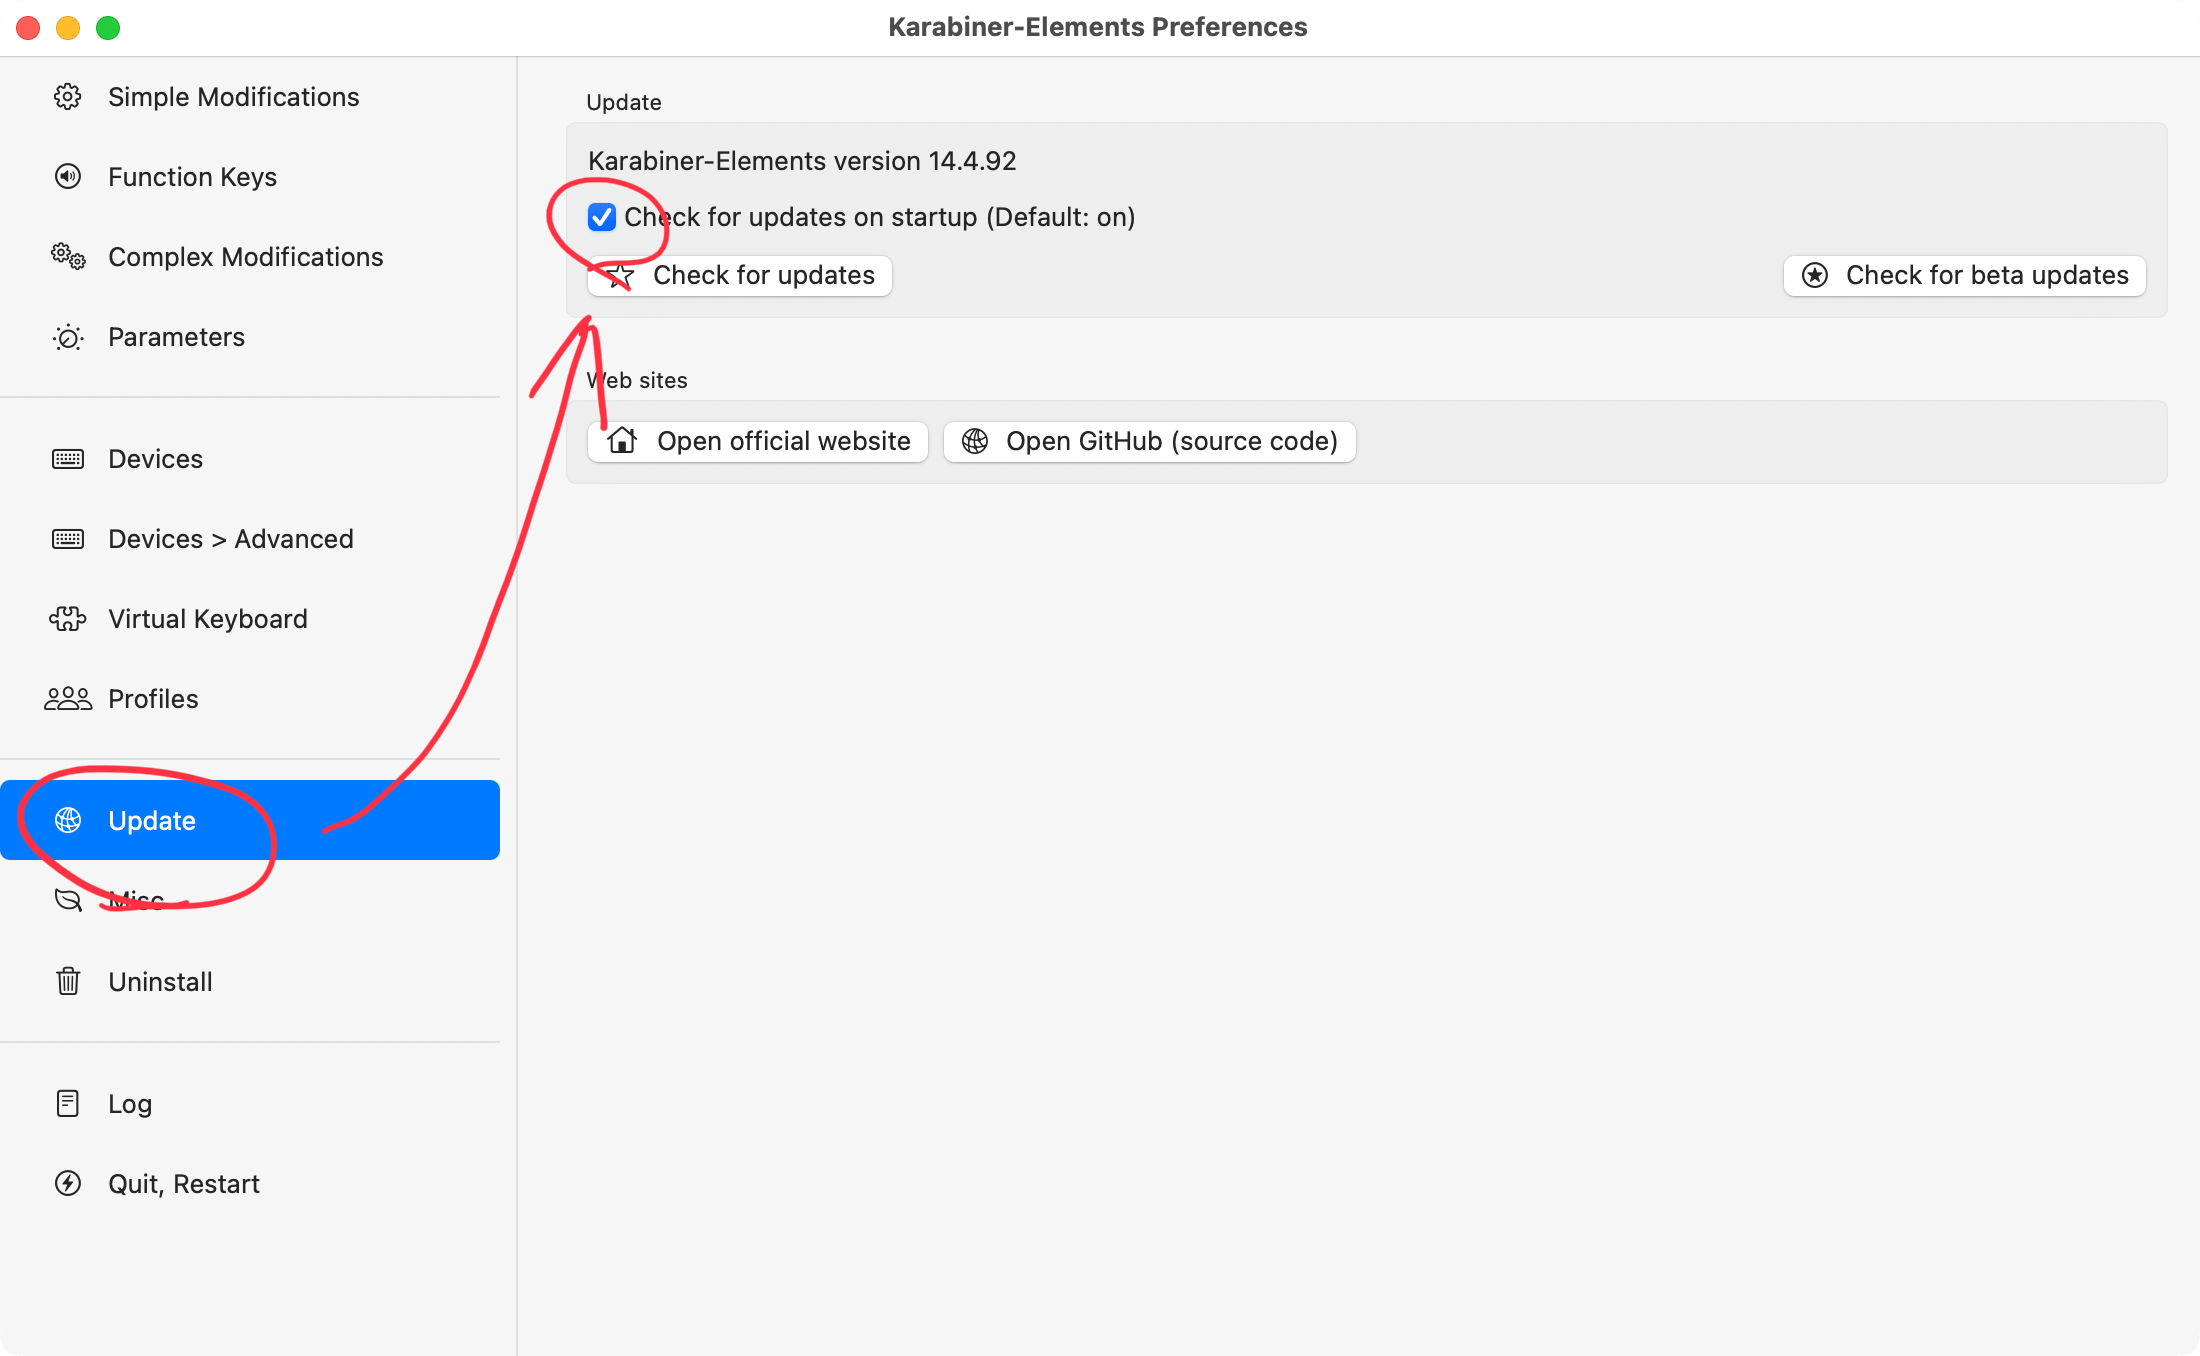 Karabiner-Elements Preferences
Simple Modifications
Function Keys
Complex Modifications
Parameters
Devices
Devices > Advanced
Virtual Keyboard
Profiles
Update
Misc
Uninstall
Log
Quit, Restart
Update
Karabiner-Elements version 14.4.92
Check for updates on startup (Default: on)
Check for updates
Check for beta updates
Web sites
Open official website
Open GitHub (source code)